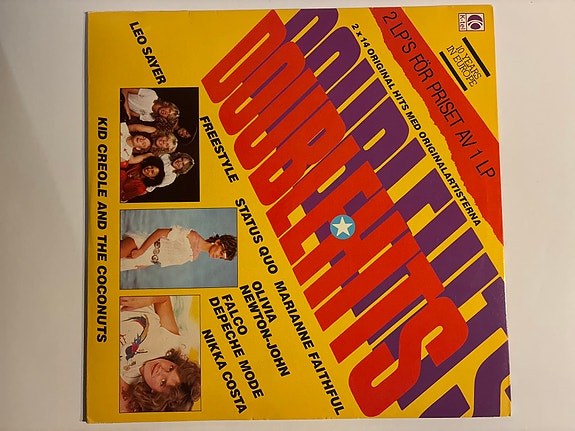 K-tel
10 YEARS
IN EUROPE
2 LP'S FÖR PRISET AV 1 LP
2 x 14 ORIGINAL HITS MED ORIGINALARTISTERNA
DOUBLE HITS
DOUBLE HITS
LEO SAYER
FREESTYLE
STATUS QUO
MARIANNE FAITHFUL
OLIVIA
NEWTON-JOHN
FALCO
DEPECHE MODE
NIKKA COSTA
KID CREOLE AND THE COCONUTS